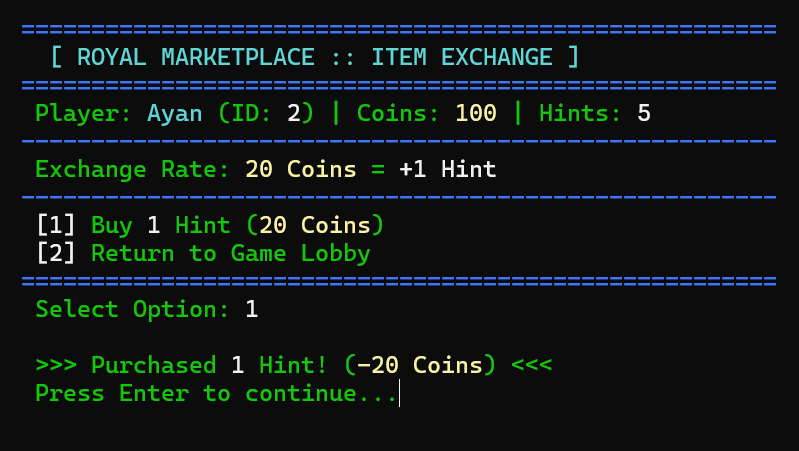 ======================================================
[ ROYAL MARKETPLACE :: ITEM EXCHANGE ]
======================================================
Player: Ayan (ID: 2) | Coins: 100 | Hints: 5
------------------------------------------------------
Exchange Rate: 20 Coins = +1 Hint
------------------------------------------------------
[1] Buy 1 Hint (20 Coins)
[2] Return to Game Lobby
======================================================
Select Option: 1
>>> Purchased 1 Hint! (-20 Coins) <<<
Press Enter to continue...